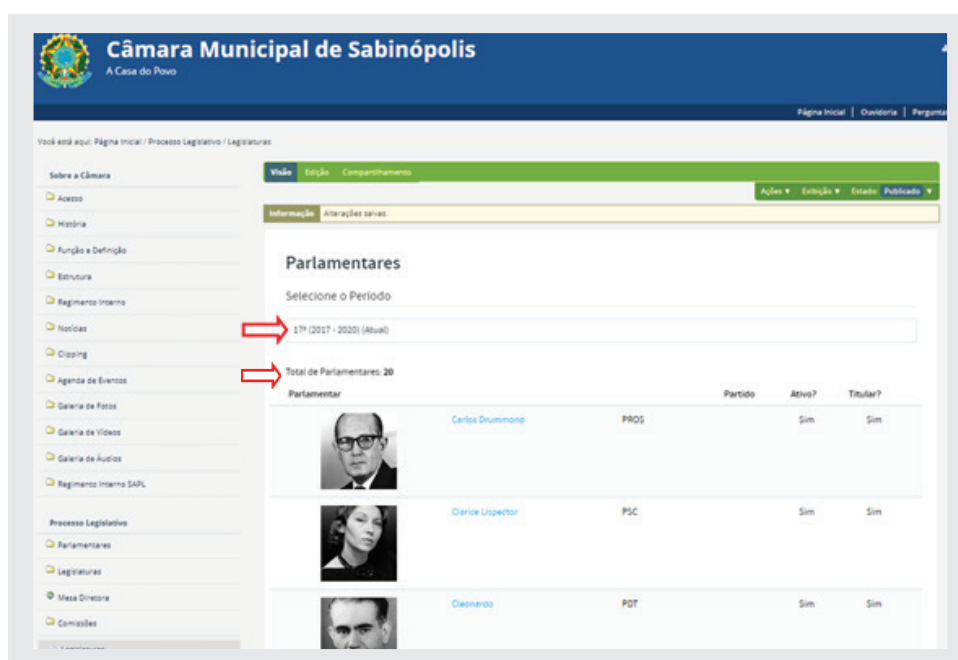 Câmara Municipal de Sabinópolis
A Casa do Povo
Página Inicial | Ouvidoria | Pergunta
Você está aqui: Página Inicial / Processo Legislativo / Legislaturas
Sobre a Câmara
Acesso
História
Função e Definição
Estrutura
Regimento Interno
Notícias
Clipping
Agenda de Eventos
Galeria de Fotos
Galeria de Vídeos
Galeria de Áudios
Regimento Interno SAPL
Processo Legislativo
Parlamentares
Legislaturas
Mesa Diretora
Comissões
Legislaturas
Visão Edição Compartilhamento
Ações ▼ Exibição ▼ Estado: Publicado ▼
Informação Alterações salvas.
Parlamentares
Selecione o Período
17ª (2017 - 2020) (Atual)
Total de Parlamentares: 20
Parlamentar Partido Ativo? Titular?
Carlos Drummond PROS Sim Sim
Clarice Lispector PSC Sim Sim
Cleonardo PDT Sim Sim